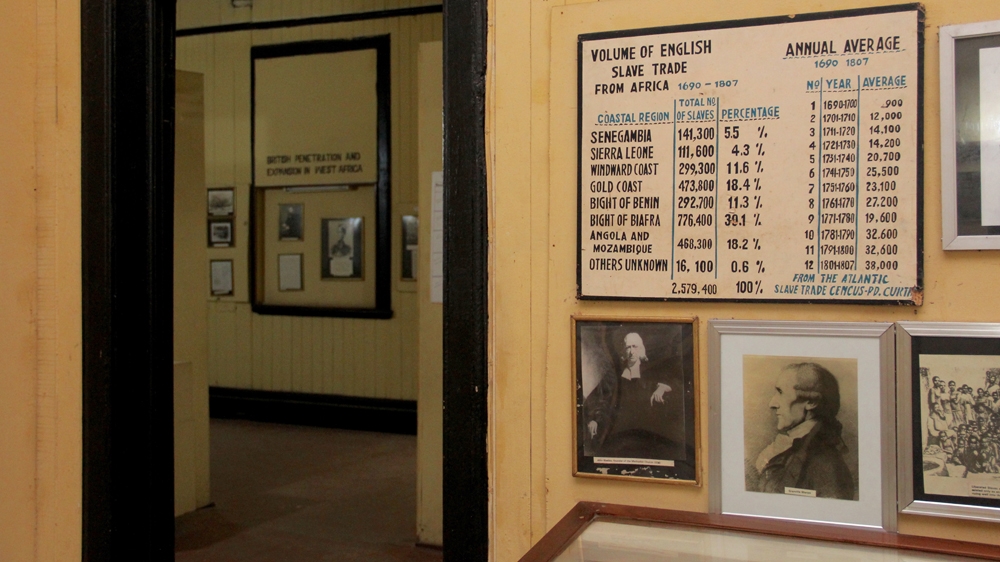 BRITISH PENETRATION AND
EXPANSION IN WEST AFRICA
VOLUME OF ENGLISH
SLAVE TRADE
FROM AFRICA 1690-1807
COASTAL REGION TOTAL NO OF SLAVES PERCENTAGE
SENEGAMBIA 141,300 5.5 %
SIERRA LEONE 111,600 4.3 %
WINDWARD COAST 299,300 11.6 %
GOLD COAST 473,800 18.4 %
BIGHT OF BENIN 292,700 11.3 %
BIGHT OF BIAFRA 776,400 30.1 %
ANGOLA AND
MOZAMBIQUE 468,300 18.2 %
OTHERS UNKNOWN 16,100 0.6 %
2,579,400 100%
ANNUAL AVERAGE
1690 1807
NO YEAR AVERAGE
1 1690-1700 .900
2 1701-1710 12,000
3 1711-1720 14,100
4 1721-1730 14,200
5 1731-1740 20,700
6 1741-1750 25,500
7 1751-1760 23,100
8 1761-1770 27,200
9 1771-1780 19,600
10 1781-1790 32,600
11 1791-1800 32,600
12 1801-1807 38,000
FROM THE ATLANTIC
SLAVE TRADE CENCUS-PD. CURTI